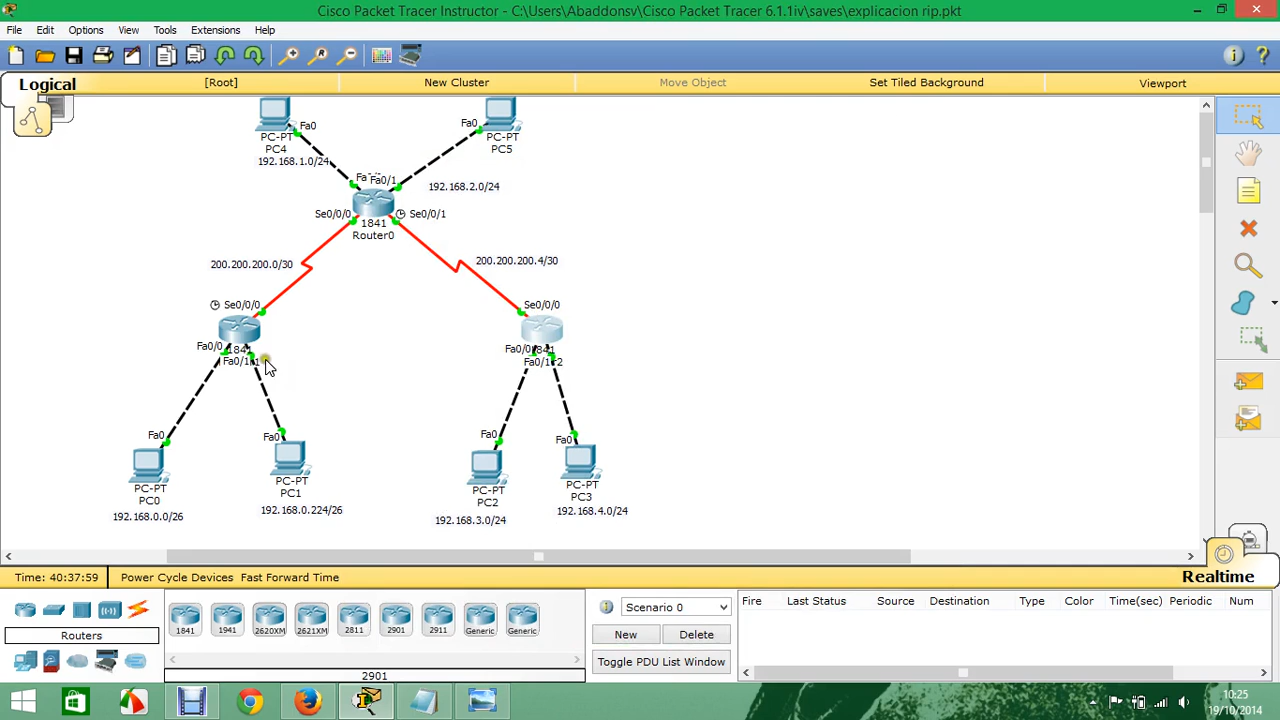 Cisco Packet Tracer Instructor - C:\Users\Abaddonsv\Cisco Packet Tracer 6.1.1iv\saves\explicacion rip.pkt
File Edit Options View Tools Extensions Help
Logical [Root] New Cluster Move Object Set Tiled Background Viewport
Fa0
PC-PT
PC4
192.168.1.0/24
Fa0
PC-PT
PC5
192.168.2.0/24
Fa0/1
Se0/0/0
Se0/0/1
1841
Router0
200.200.200.0/30
200.200.200.4/30
Se0/0/0
Fa0/0
1841
Fa0/1
Se0/0/0
Fa0/0
1841
Fa0/1
Fa0
PC-PT
PC0
192.168.0.0/26
Fa0
PC-PT
PC1
192.168.0.224/26
Fa0
PC-PT
PC2
192.168.3.0/24
Fa0
PC-PT
PC3
192.168.4.0/24
Time: 40:37:59 Power Cycle Devices Fast Forward Time
Realtime
Routers
1841 1941 2620XM 2621XM 2811 2901 2911 Generic Generic
2901
Scenario 0
New Delete
Toggle PDU List Window
Fire Last Status Source Destination Type Color Time(sec) Periodic Num
10:25
19/10/2014